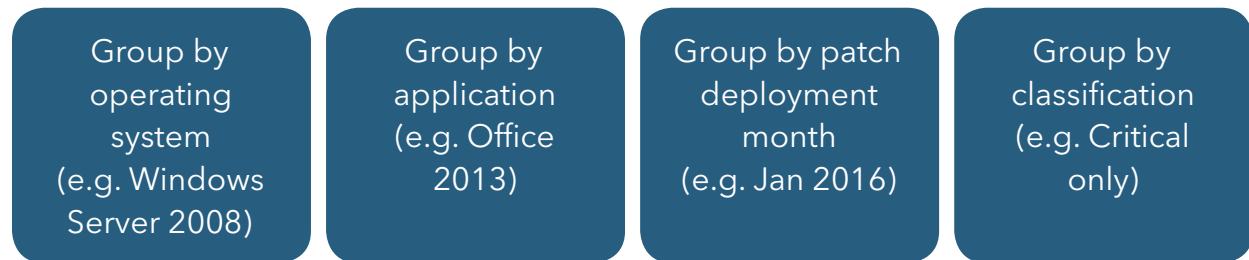 Group by
operating
system
(e.g. Windows
Server 2008)
Group by
application
(e.g. Office
2013)
Group by patch
deployment
month
(e.g. Jan 2016)
Group by
classification
(e.g. Critical
only)